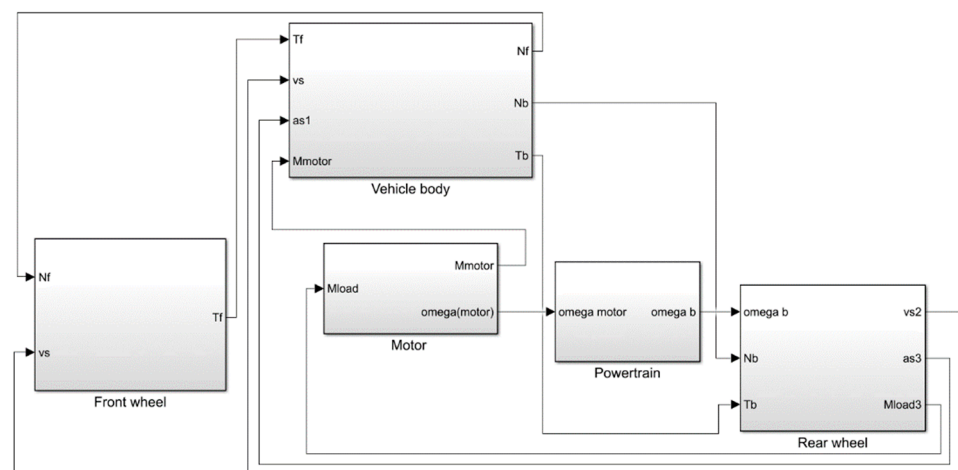 Tf
vs
as1
Mmotor
Nf
Nb
Tb
Vehicle body
Nf
vs
Tf
Front wheel
Mload
Mmotor
omega(motor)
Motor
omega motor
omega b
Powertrain
omega b
Nb
Tb
vs2
as3
Mload3
Rear wheel